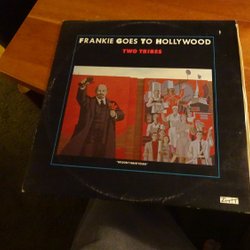 FRANKIE GOES TO HOLLYWOOD
TWO TRIBES